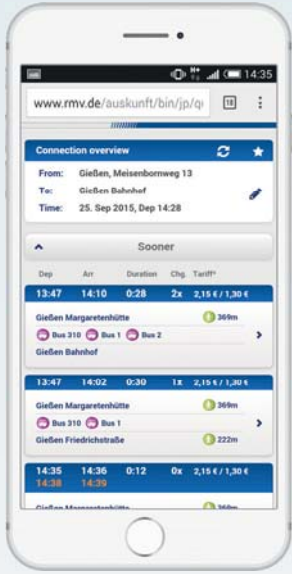 14:35
www.rmv.de/auskunft/bin/jp/qu
18
Connection overview
From: Gießen, Meisenbornweg 13
To: Gießen Bahnhof
Time: 25. Sep 2015, Dep 14:28
Sooner
Dep Arr Duration Chg. Tariff*
13:47 14:10 0:28 2x 2,15 € / 1,30 €
Gießen Margaretenhütte 369m
Bus 310 Bus 1 Bus 2
Gießen Bahnhof
13:47 14:02 0:30 1x 2,15 € / 1,30 €
Gießen Margaretenhütte 369m
Bus 310 Bus 1
Gießen Friedrichstraße 222m
14:35 14:36 0:12 0x 2,15 € / 1,30 €
14:38 14:39
Gießen Margaretenhütte 369m